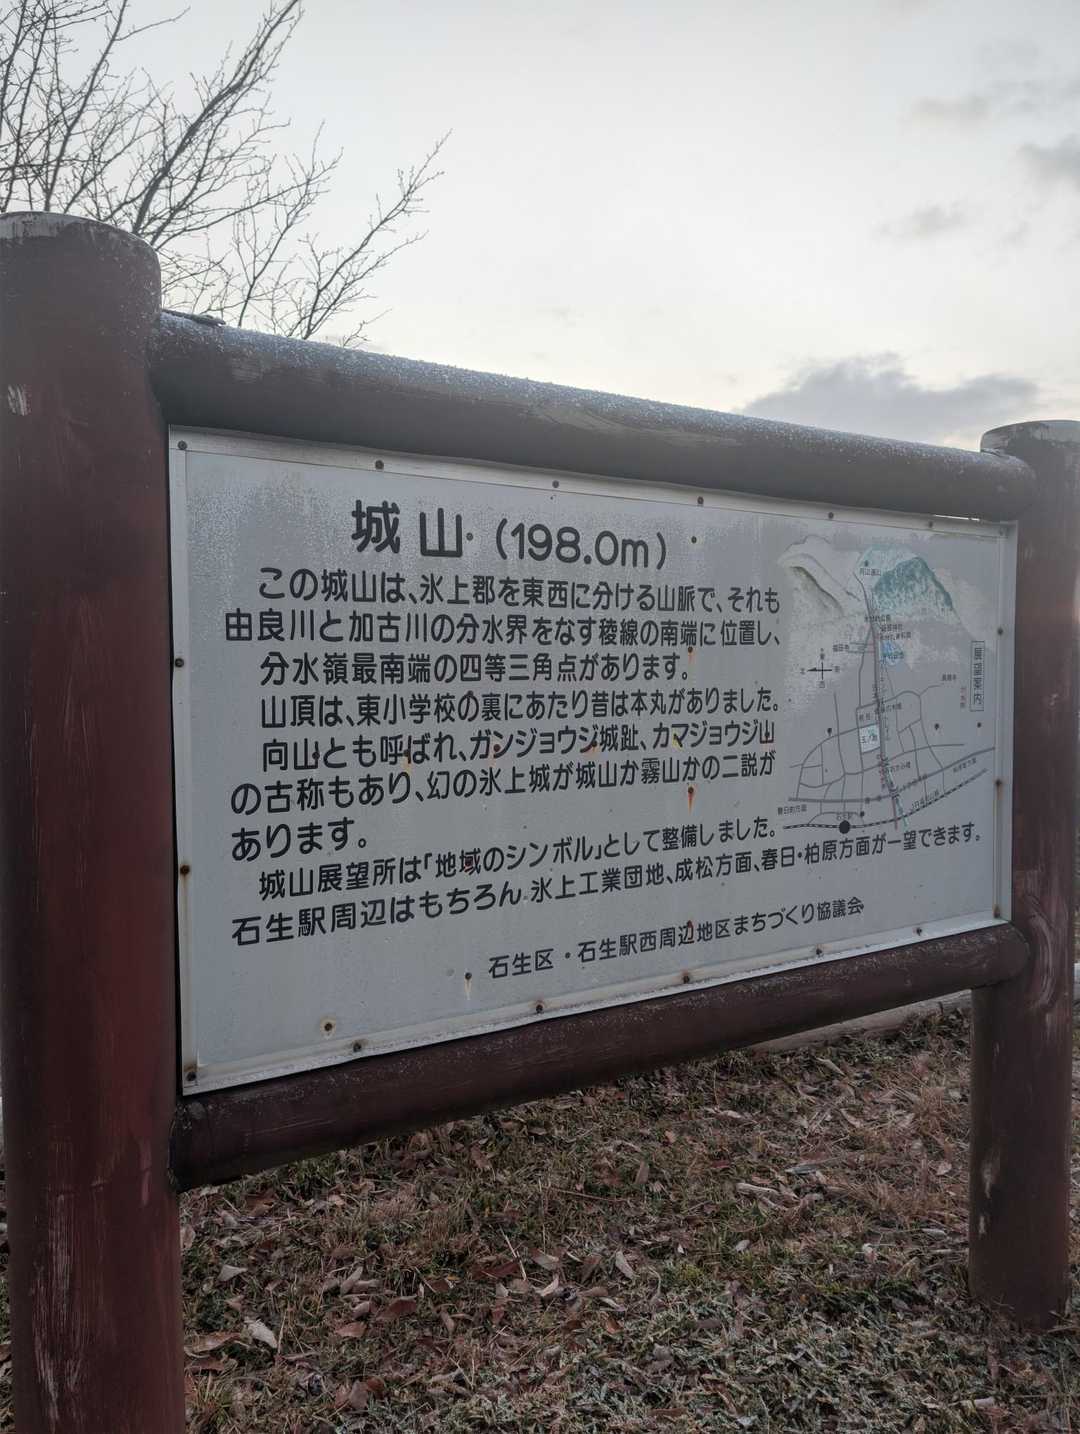 城山 (198.0m)
この城山は、氷上郡を東西に分ける山脈で、それも
由良川と加古川の分水界をなす稜線の南端に位置し、
分水嶺最南端の四等三角点があります。
山頂は、東小学校の裏にあたり昔は本丸がありました。
向山とも呼ばれ、ガンジョウジ城趾、カマジョウジ山
の古称もあり、幻の氷上城が城山か霧山かの二説が
あります。
城山展望所は「地域のシンボル」として整備しました。
石生駅周辺はもちろん、氷上工業団地、成松方面、春日・柏原方面が一望できます。
石生区・石生駅西周辺地区まちづくり協議会
展望案内
春日町方面